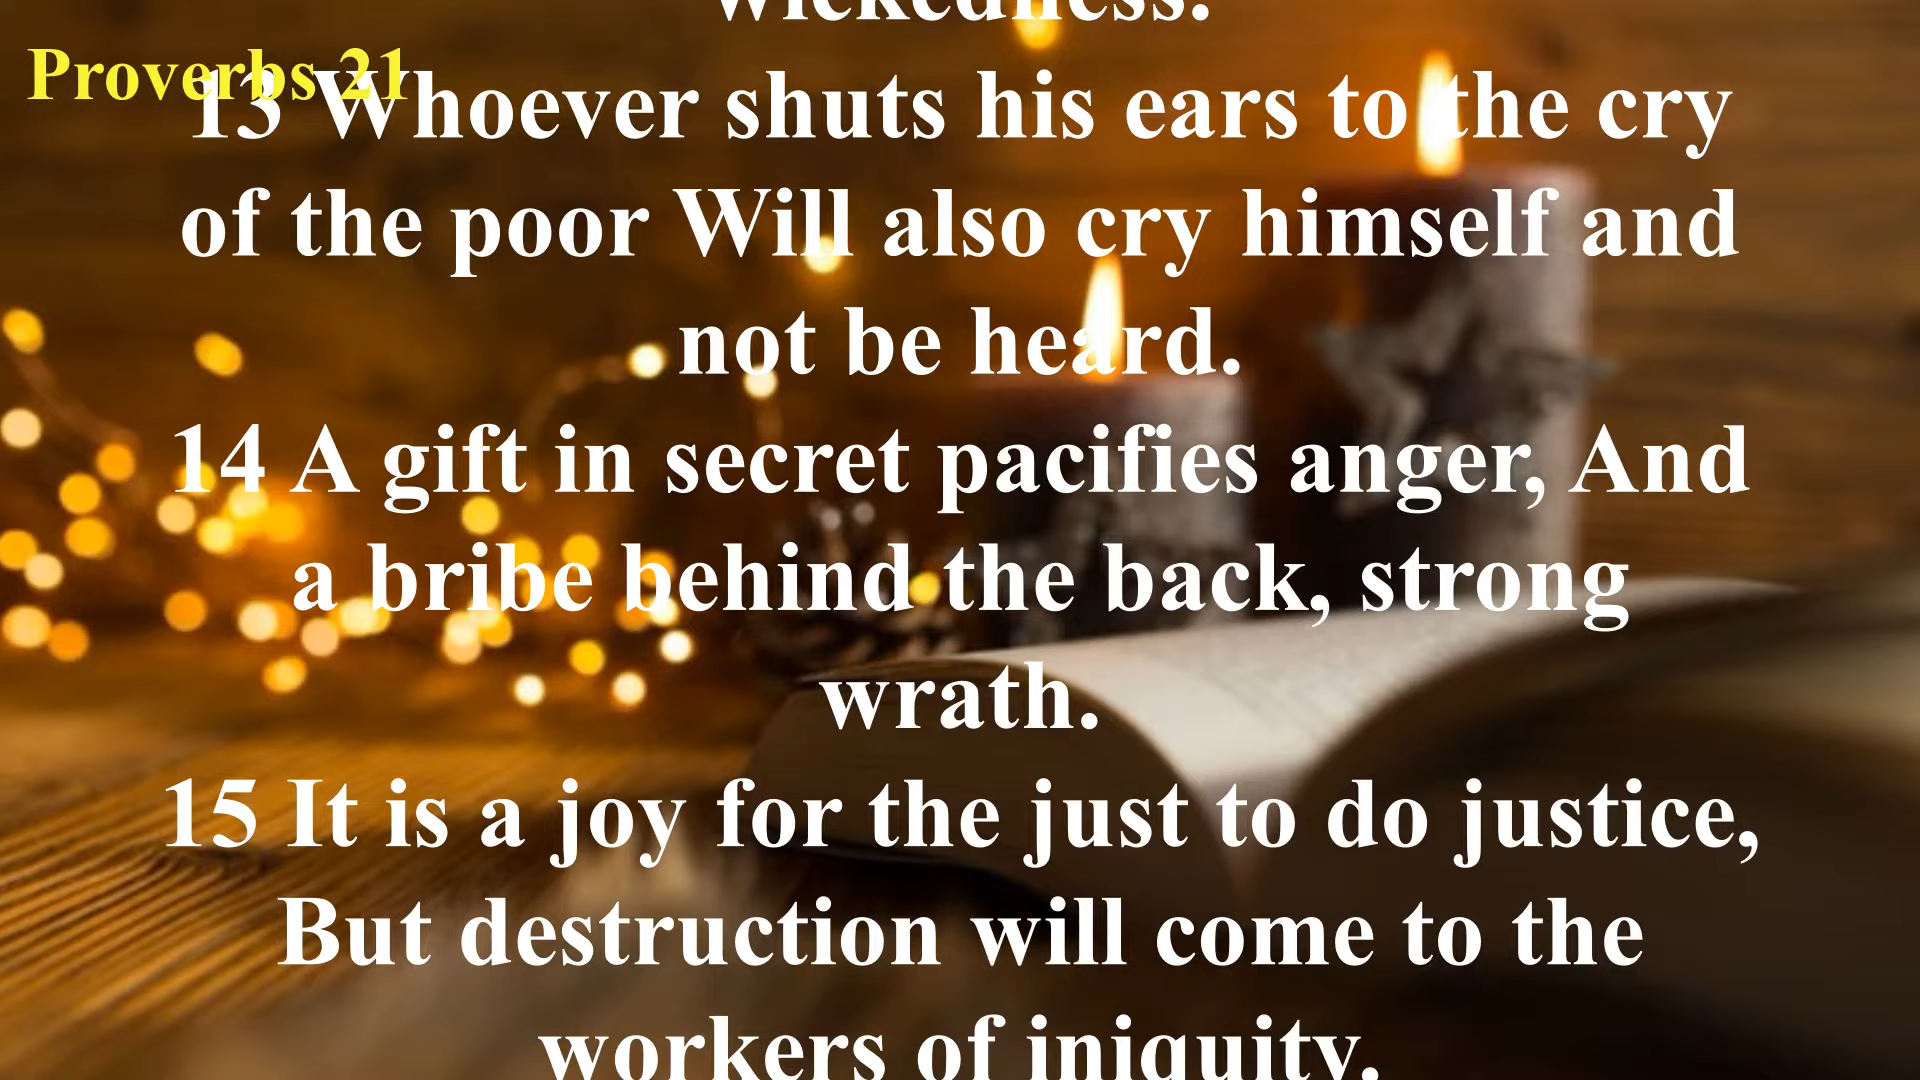 wickedness.
Proverbs 21
13 Whoever shuts his ears to the cry
of the poor Will also cry himself and
not be heard.
14 A gift in secret pacifies anger, And
a bribe behind the back, strong
wrath.
15 It is a joy for the just to do justice,
But destruction will come to the
workers of iniquity.